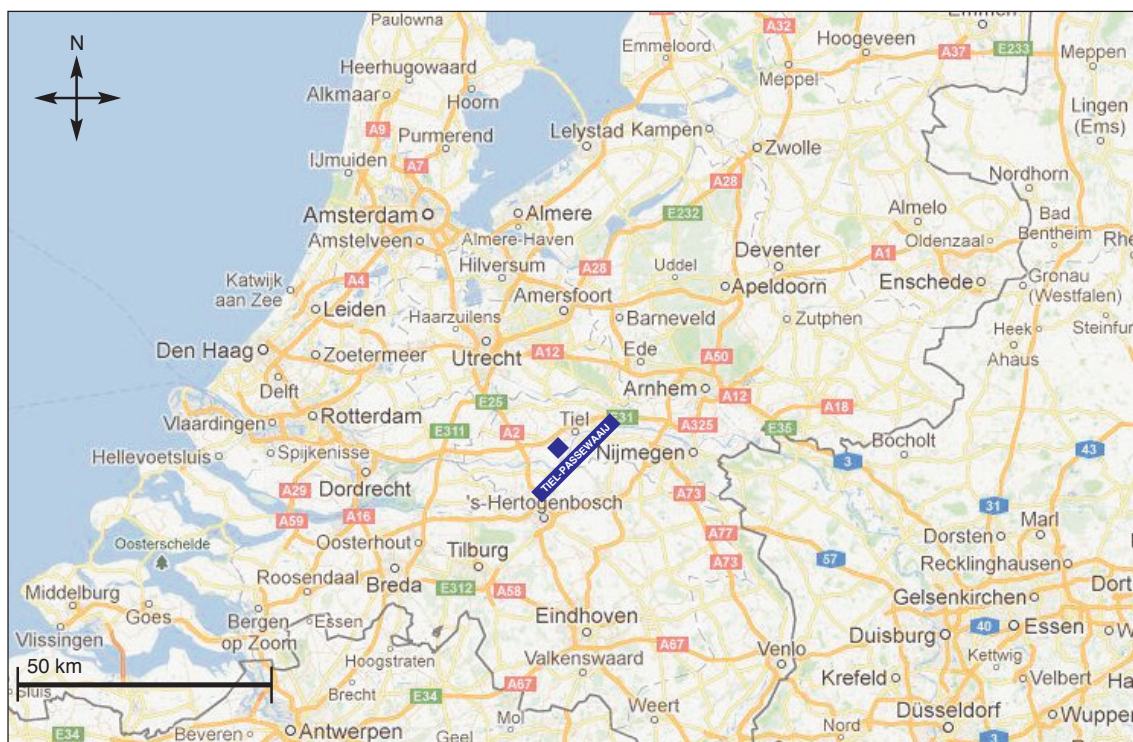 Paulowna
Emmen
A32
Hoogeveen
A37
E233
Meppen
N
Emmeloord
Meppel
Heerhugowaard
Alkmaar
Hoorn
Lingen
(Ems)
A9
Purmerend
Lelystad
Kampen
Zwolle
IJmuiden
A7
A28
Nordhorn
Amsterdam
Almere
E232
Almelo
Bad
Bentheim
Amstelveen
Almere-Haven
Oldenzaal
Rhe
Hilversum
A28
Uddel
Deventer
A1
Katwijk
aan Zee
A4
Apeldoorn
Enschede
Gronau
(Westfalen)
Leiden
Amersfoort
Haarzuilens
Barneveld
Zutphen
Heek
Steinfur
Den Haag
Zoetermeer
Utrecht
A12
Ede
A50
Ahaus
Delft
Arnhem
A12
Vlaardingen
Rotterdam
E25
E311
A2
Tiel
E31
A325
A18
E35
Bocholt
Hellevoetsluis
Spijkenisse
TIEL-PASSEWAAIJ
Nijmegen
3
43
Dordrecht
A29
's-Hertogenbosch
A73
31
A59
A16
Marl
Oosterschelde
Oosterhout
Tilburg
A77
Dorsten
A73
57
Recklinghausen
Middelburg
Goes
Roosendaal
Breda
E312
A58
Gelsenkirchen
Dort
Vlissingen
Bergen
op Zoom
Essen
Eindhoven
40
Essen
W
Duisburg
50 km
Hoogstraten
A67
Venlo
Kettwig
Valkenswaard
Sluis
Brecht
E34
A67
Krefeld
Velbert
Ha
Weert
Mol
Düsseldorf
Wupper
E34
Beveren
Antwerpen
Geel
Nord
3